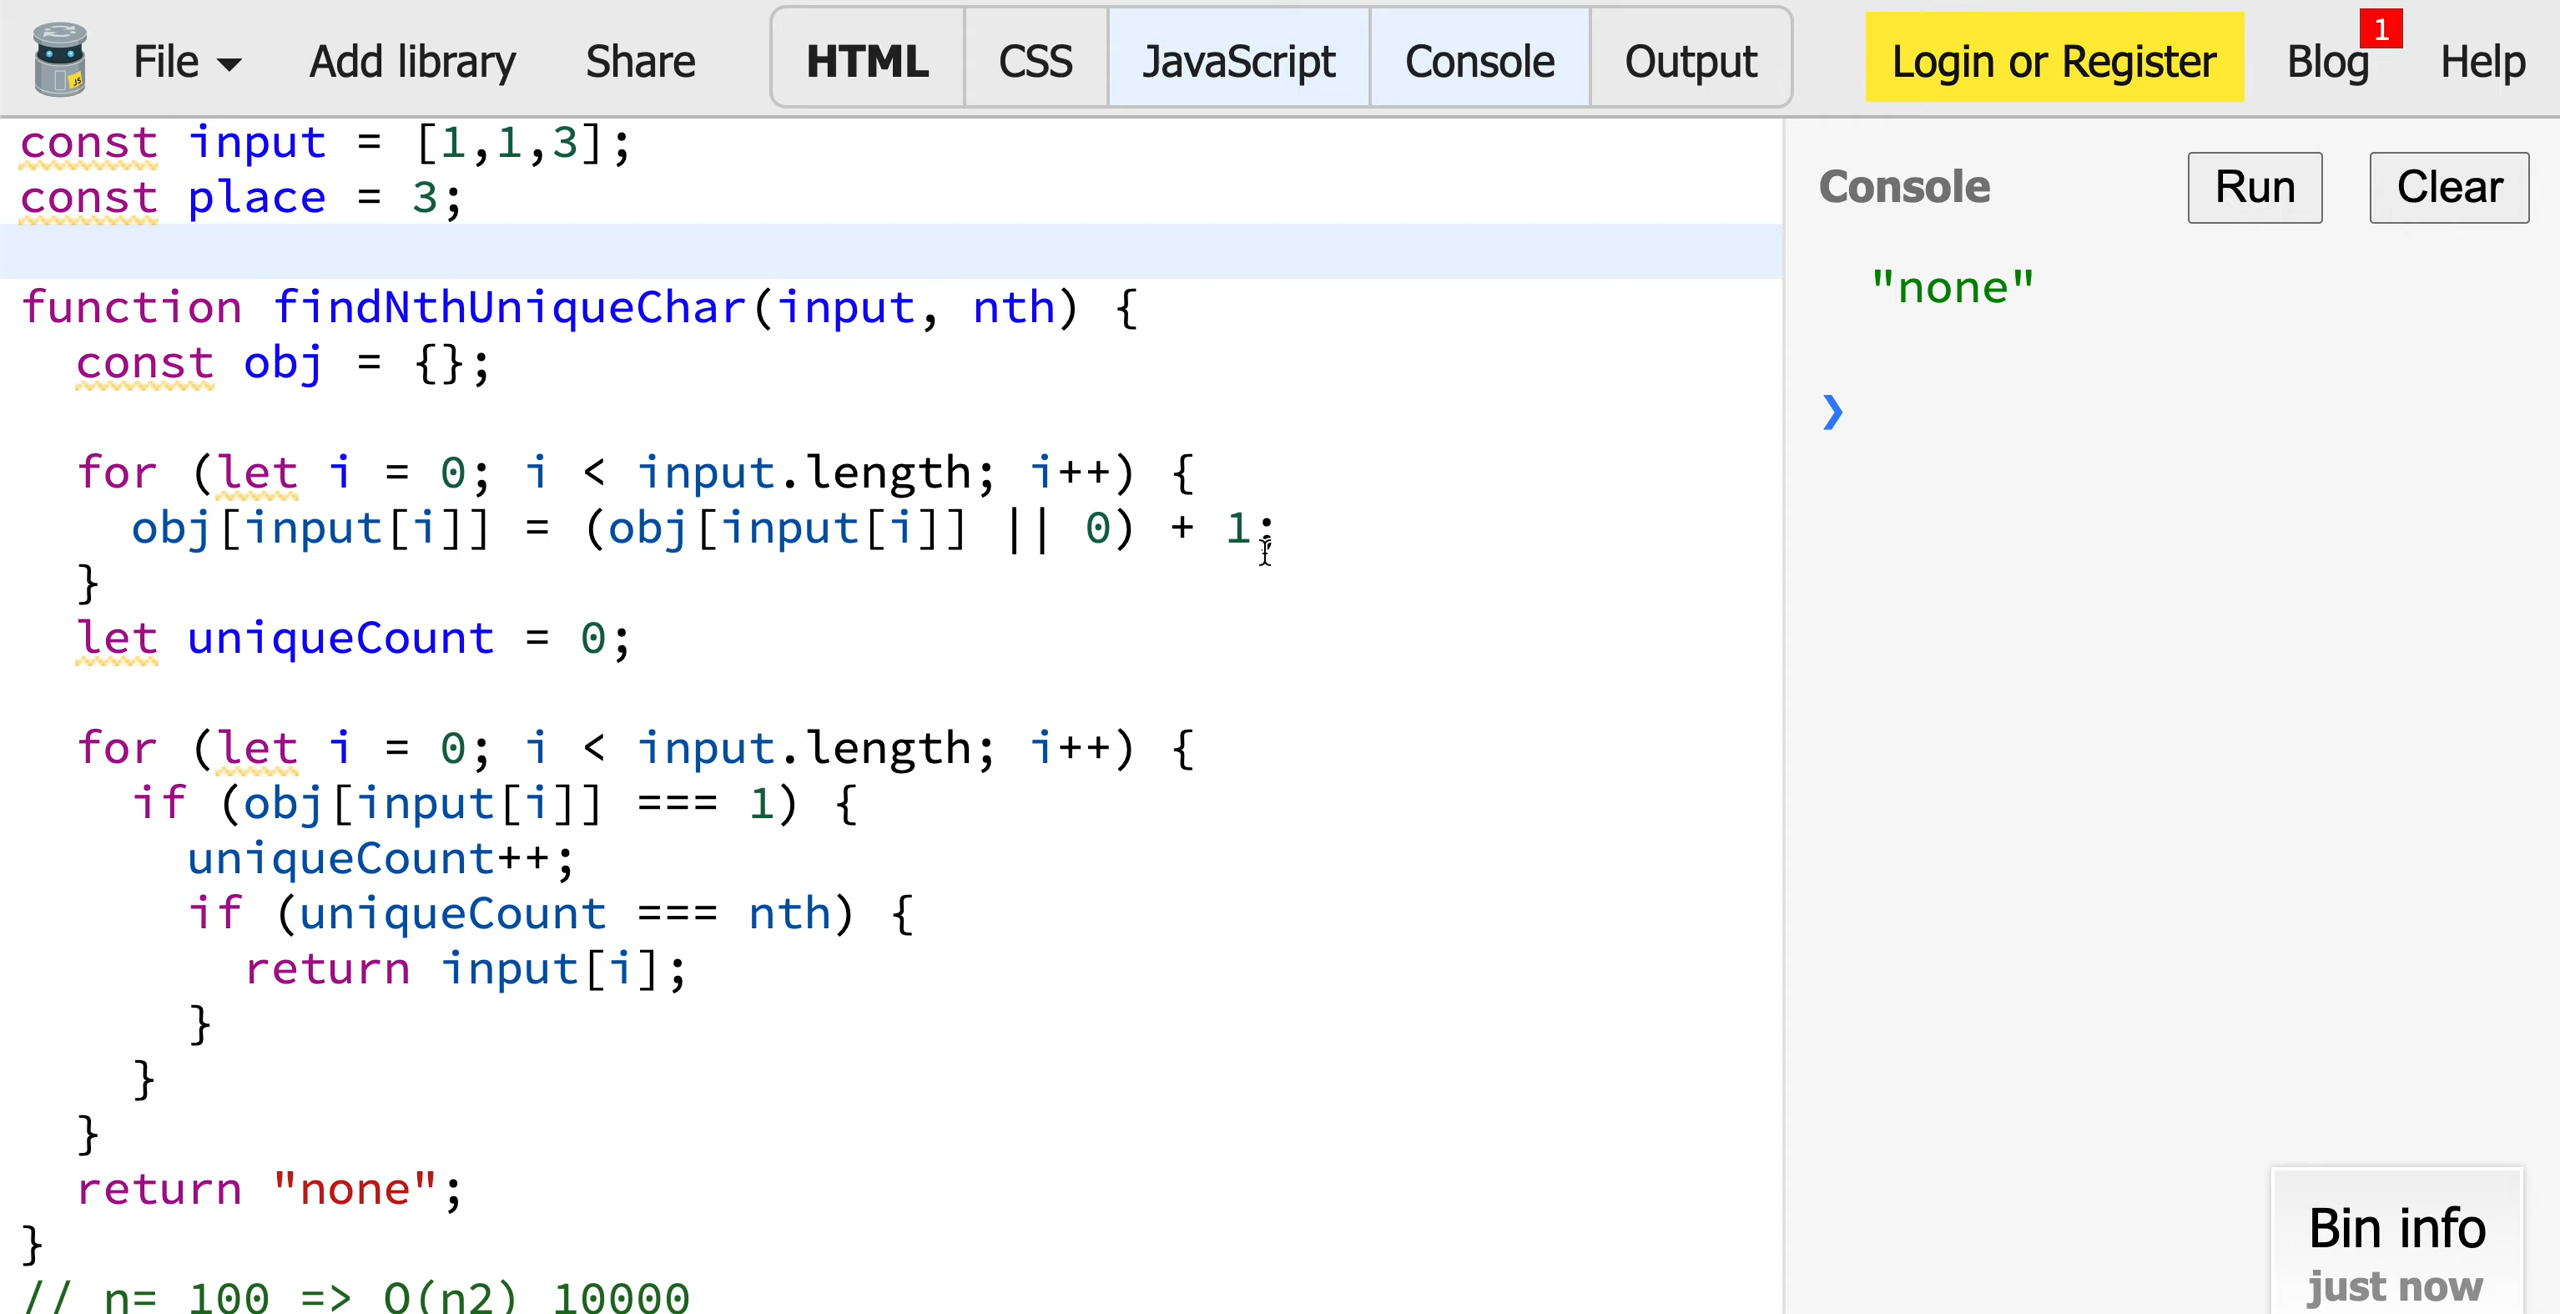 File Add library Share HTML CSS JavaScript Console Output Login or Register Blog 1 Help
const input = [1,1,3];
const place = 3;
function findNthUniqueChar(input, nth) {
const obj = {};
for (let i = 0; i < input.length; i++) {
obj[input[i]] = (obj[input[i]] || 0) + 1;
}
let uniqueCount = 0;
for (let i = 0; i < input.length; i++) {
if (obj[input[i]] === 1) {
uniqueCount++;
if (uniqueCount === nth) {
return input[i];
}
}
}
return "none";
}
// n= 100 => O(n2) 10000
Console Run Clear
"none"
❯
Bin info
just now